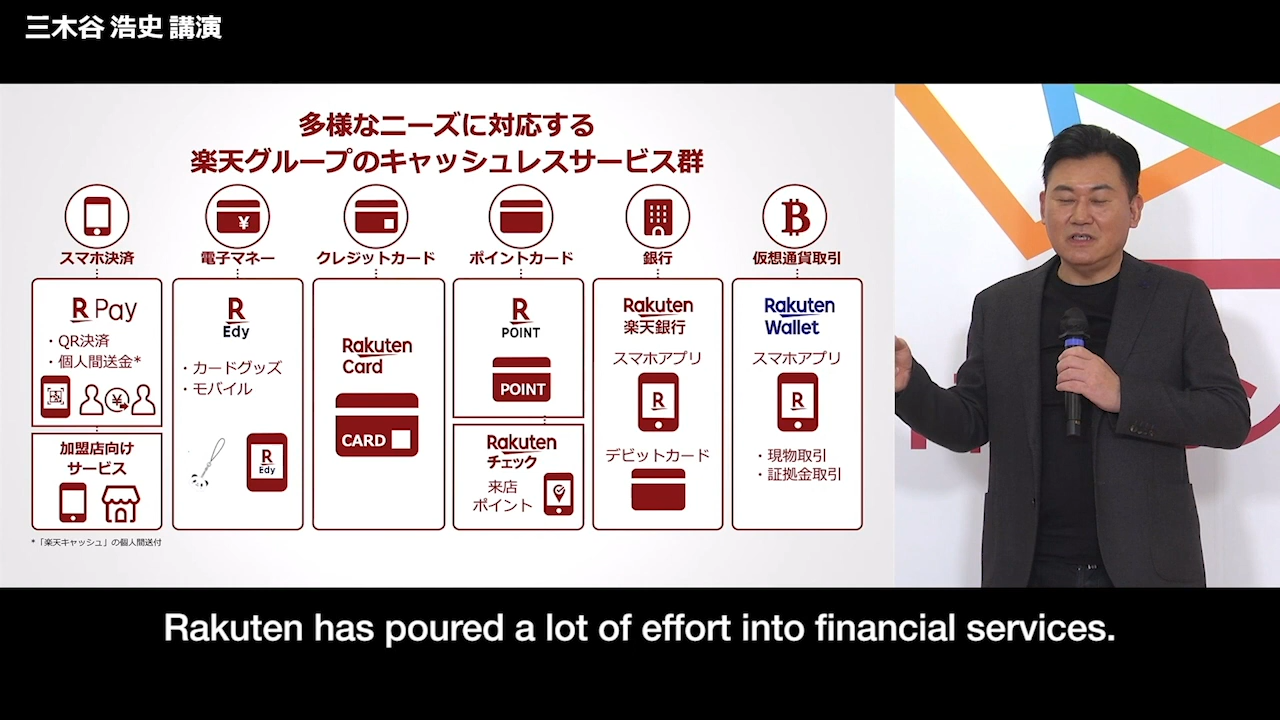 三木谷 浩史 講演
多様なニーズに対応する
楽天グループのキャッシュレスサービス群
スマホ決済
電子マネー
クレジットカード
ポイントカード
銀行
仮想通貨取引
R Pay
・QR決済
・個人間送金*
加盟店向け
サービス
R
Edy
・カードグッズ
・モバイル
R
Edy
Rakuten
Card
CARD
R
POINT
POINT
Rakuten
チェック
来店
ポイント
Rakuten
楽天銀行
スマホアプリ
R
デビットカード
Rakuten
Wallet
スマホアプリ
R
・現物取引
・証拠金取引
*「楽天キャッシュ」の個人間送付
Rakuten has poured a lot of effort into financial services.